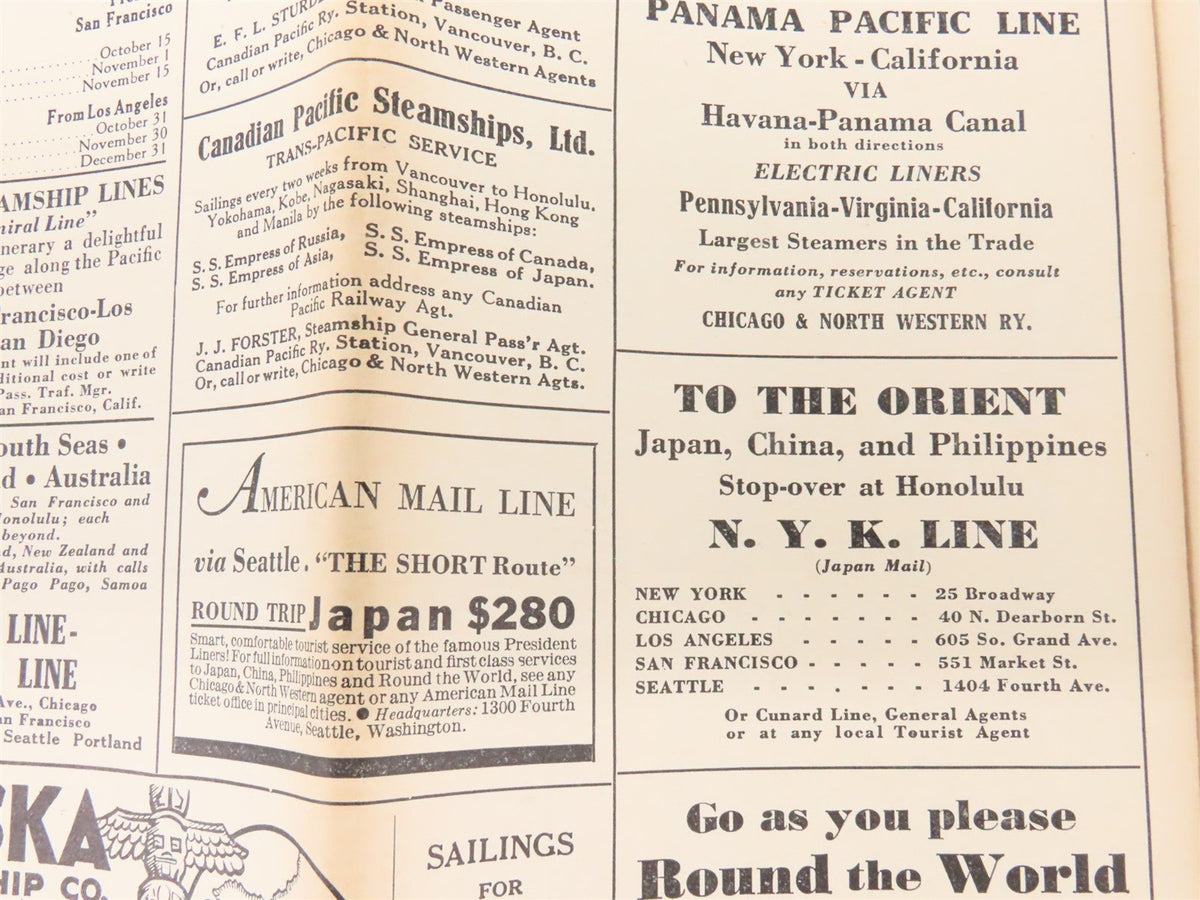 San Francisco
October 15
November 1
November 15
From Los Angeles
October 31
November 30
December 31
AMSHIP LINES
miral Line"
nerary a delightful
ge along the Pacific
between
rancisco-Los
an Diego
nt will include one of
ditional cost or write
Pass. Traf. Mgr.
an Francisco, Calif.
outh Seas •
d • Australia
San Francisco and
onolulu; each
beyond.
d, New Zealand and
Australia, with calls
Pago Pago, Samoa
LINE-
LINE
Ave., Chicago
an Francisco
Seattle Portland
SKA
HIP CO.
E. F. L. STURD
Passenger Agent
Canadian Pacific Ry. Station, Vancouver, B. C.
Or, call or write, Chicago & North Western Agents
Canadian Pacific Steamships, Ltd.
TRANS-PACIFIC SERVICE
Sailings every two weeks from Vancouver to Honolulu,
Yokohama, Kobe, Nagasaki, Shanghai, Hong Kong
and Manila by the following steamships:
S. S. Empress of Russia, S. S. Empress of Canada,
S. S. Empress of Asia, S. S. Empress of Japan.
For further information address any Canadian
Pacific Railway Agt.
J. J. FORSTER, Steamship General Pass'r Agt.
Canadian Pacific Ry. Station, Vancouver, B. C.
Or, call or write, Chicago & North Western Agts.
AMERICAN MAIL LINE
via Seattle. "THE SHORT Route"
ROUND TRIP Japan $280
Smart, comfortable tourist service of the famous President
Liners! For full information on tourist and first class services
to Japan, China, Philippines and Round the World, see any
Chicago & North Western agent or any American Mail Line
ticket office in principal cities. ● Headquarters: 1300 Fourth
Avenue, Seattle, Washington.
SAILINGS
FOR
PANAMA PACIFIC LINE
New York - California
VIA
Havana-Panama Canal
in both directions
ELECTRIC LINERS
Pennsylvania-Virginia-California
Largest Steamers in the Trade
For information, reservations, etc., consult
any TICKET AGENT
CHICAGO & NORTH WESTERN RY.
TO THE ORIENT
Japan, China, and Philippines
Stop-over at Honolulu
N. Y. K. LINE
(Japan Mail)
NEW YORK - - - - - - 25 Broadway
CHICAGO - - - - - - - 40 N. Dearborn St.
LOS ANGELES - - - - - 605 So. Grand Ave.
SAN FRANCISCO - - - - - 551 Market St.
SEATTLE - - - - - - - 1404 Fourth Ave.
Or Cunard Line, General Agents
or at any local Tourist Agent
Go as you please
Round the World